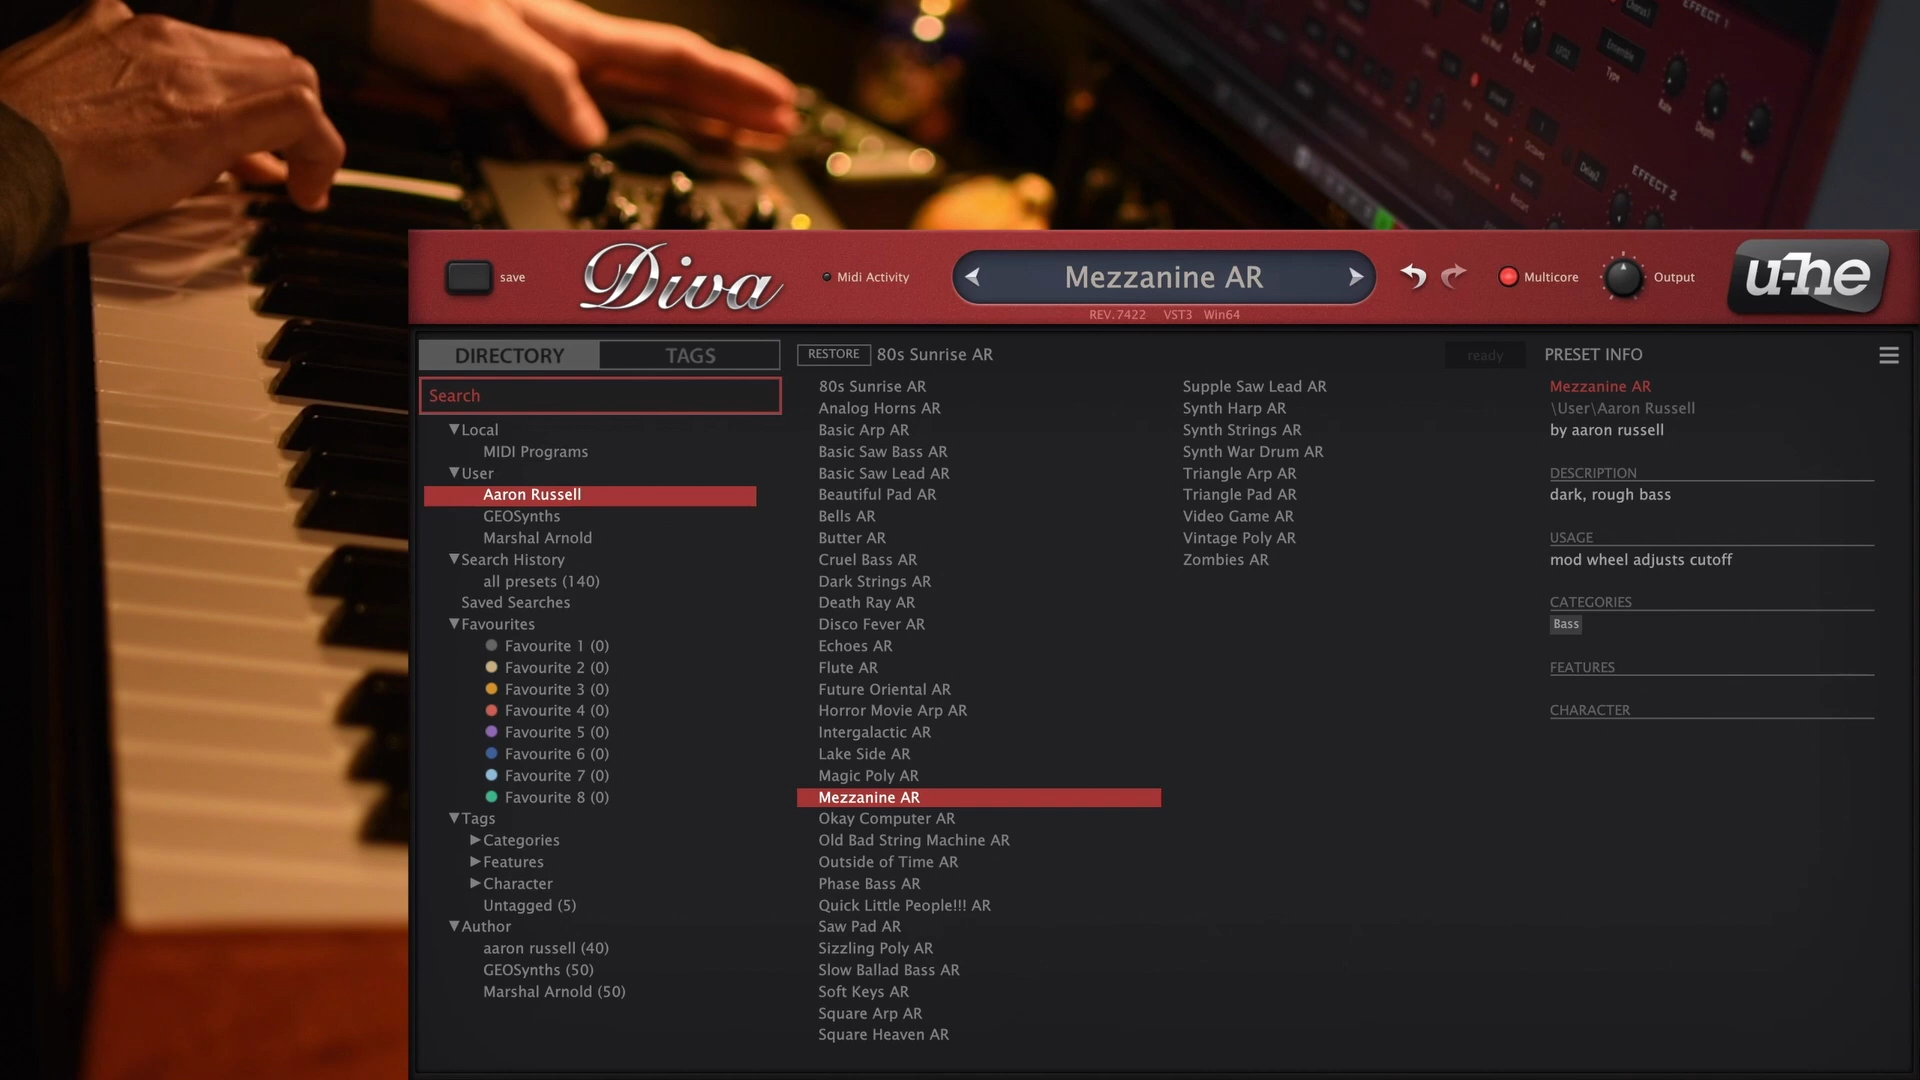 EFFECT 1
Chorus1
Ensemble
Type
Rate
Depth
EFFECT 2
save
Diva
Midi Activity
Mezzanine AR
Multicore
Output
u-he
REV.7422 VST3 Win64
DIRECTORY
TAGS
RESTORE
80s Sunrise AR
ready
PRESET INFO
Search
Local
MIDI Programs
User
Aaron Russell
GEOSynths
Marshal Arnold
Search History
all presets (140)
Saved Searches
Favourites
Favourite 1 (0)
Favourite 2 (0)
Favourite 3 (0)
Favourite 4 (0)
Favourite 5 (0)
Favourite 6 (0)
Favourite 7 (0)
Favourite 8 (0)
Tags
Categories
Features
Character
Untagged (5)
Author
aaron russell (40)
GEOSynths (50)
Marshal Arnold (50)
80s Sunrise AR
Analog Horns AR
Basic Arp AR
Basic Saw Bass AR
Basic Saw Lead AR
Beautiful Pad AR
Bells AR
Butter AR
Cruel Bass AR
Dark Strings AR
Death Ray AR
Disco Fever AR
Echoes AR
Flute AR
Future Oriental AR
Horror Movie Arp AR
Intergalactic AR
Lake Side AR
Magic Poly AR
Mezzanine AR
Okay Computer AR
Old Bad String Machine AR
Outside of Time AR
Phase Bass AR
Quick Little People!!! AR
Saw Pad AR
Sizzling Poly AR
Slow Ballad Bass AR
Soft Keys AR
Square Arp AR
Square Heaven AR
Supple Saw Lead AR
Synth Harp AR
Synth Strings AR
Synth War Drum AR
Triangle Arp AR
Triangle Pad AR
Video Game AR
Vintage Poly AR
Zombies AR
Mezzanine AR
\User\Aaron Russell
by aaron russell
DESCRIPTION
dark, rough bass
USAGE
mod wheel adjusts cutoff
CATEGORIES
Bass
FEATURES
CHARACTER